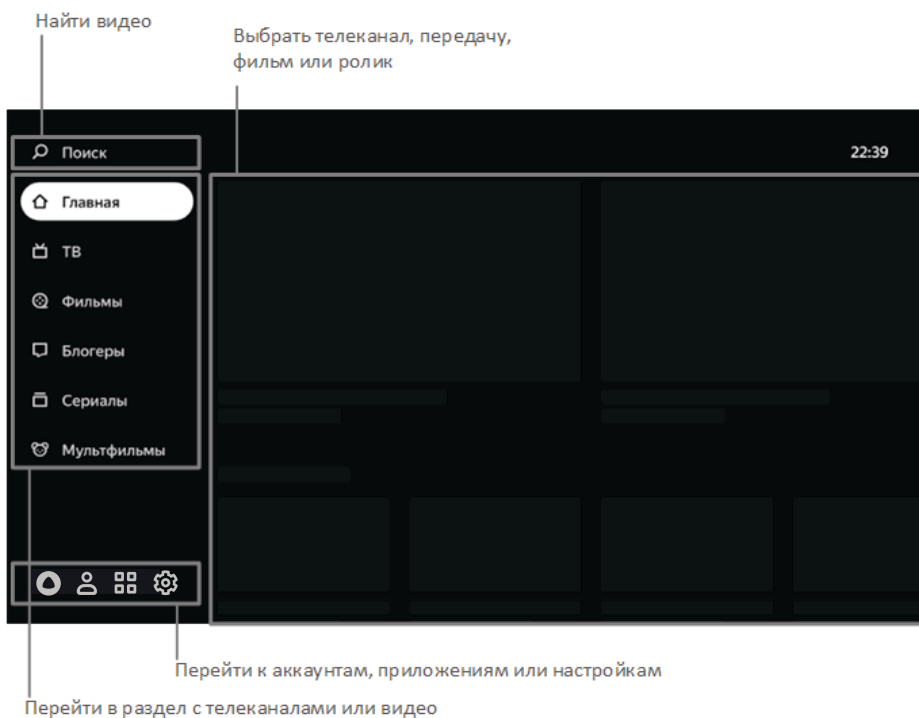 Найти видео
Выбрать телеканал, передачу,
фильм или ролик
Поиск
22:39
Главная
ТВ
Фильмы
Блогеры
Сериалы
Мультфильмы
Перейти к аккаунтам, приложениям или настройкам
Перейти в раздел с телеканалами или видео